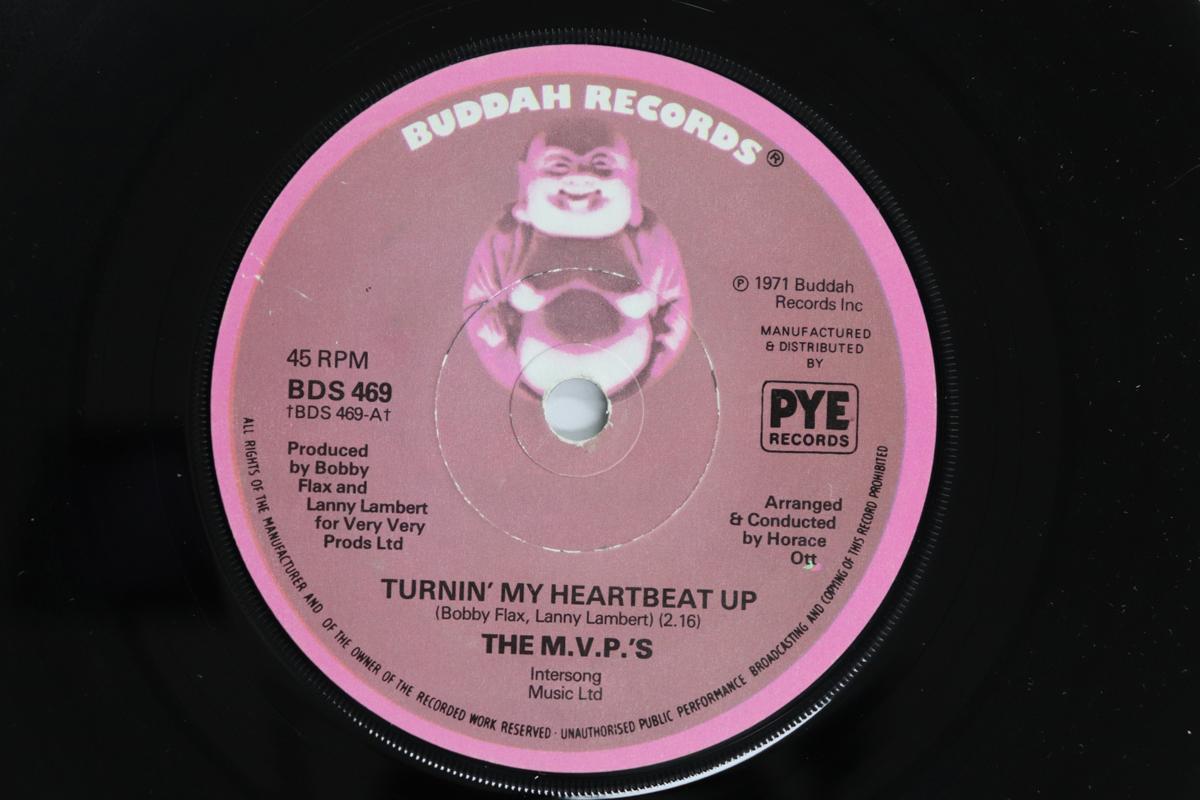 BUDDAH RECORDS®
℗ 1971 Buddah
Records Inc
MANUFACTURED
& DISTRIBUTED
BY
PYE
RECORDS
45 RPM
BDS 469
†BDS 469-A†
Produced
by Bobby
Flax and
Lanny Lambert
for Very Very
Prods Ltd
Arranged
& Conducted
by Horace
Ott
TURNIN' MY HEARTBEAT UP
(Bobby Flax, Lanny Lambert) (2.16)
THE M.V.P.'S
Intersong
Music Ltd
ALL RIGHTS OF THE MANUFACTURER AND OF THE OWNER OF THE RECORDED WORK RESERVED · UNAUTHORISED PUBLIC PERFORMANCE BROADCASTING AND COPYING OF THIS RECORD PROHIBITED